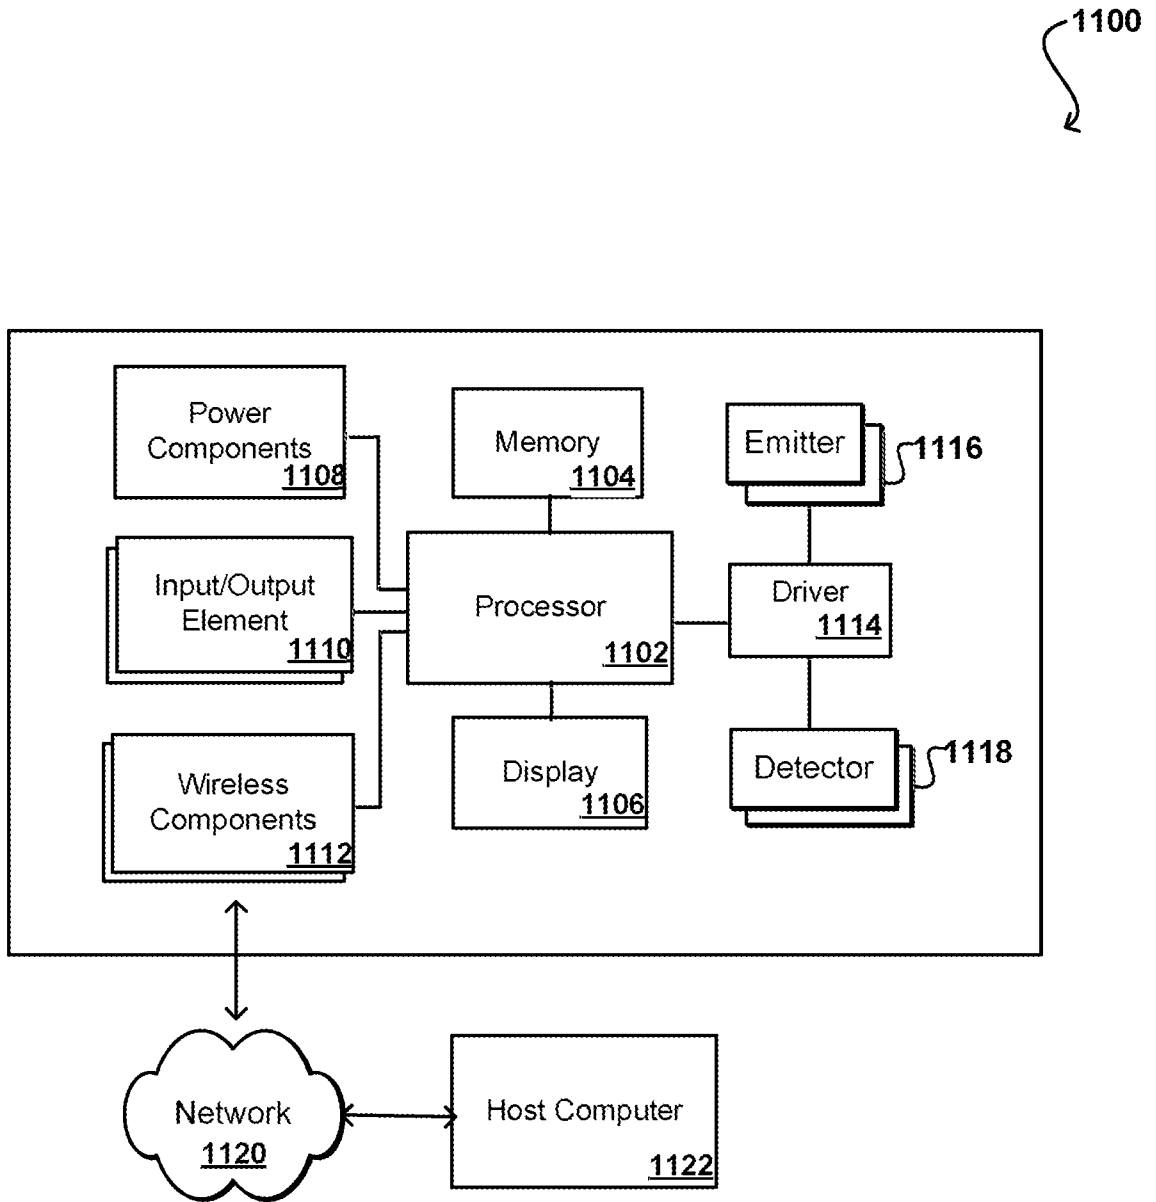 1100
Power
Components
1108
Memory
1104
Emitter
1116
Input/Output
Element
1110
Processor
1102
Driver
1114
Wireless
Components
1112
Display
1106
Detector
1118
Network
1120
Host Computer
1122